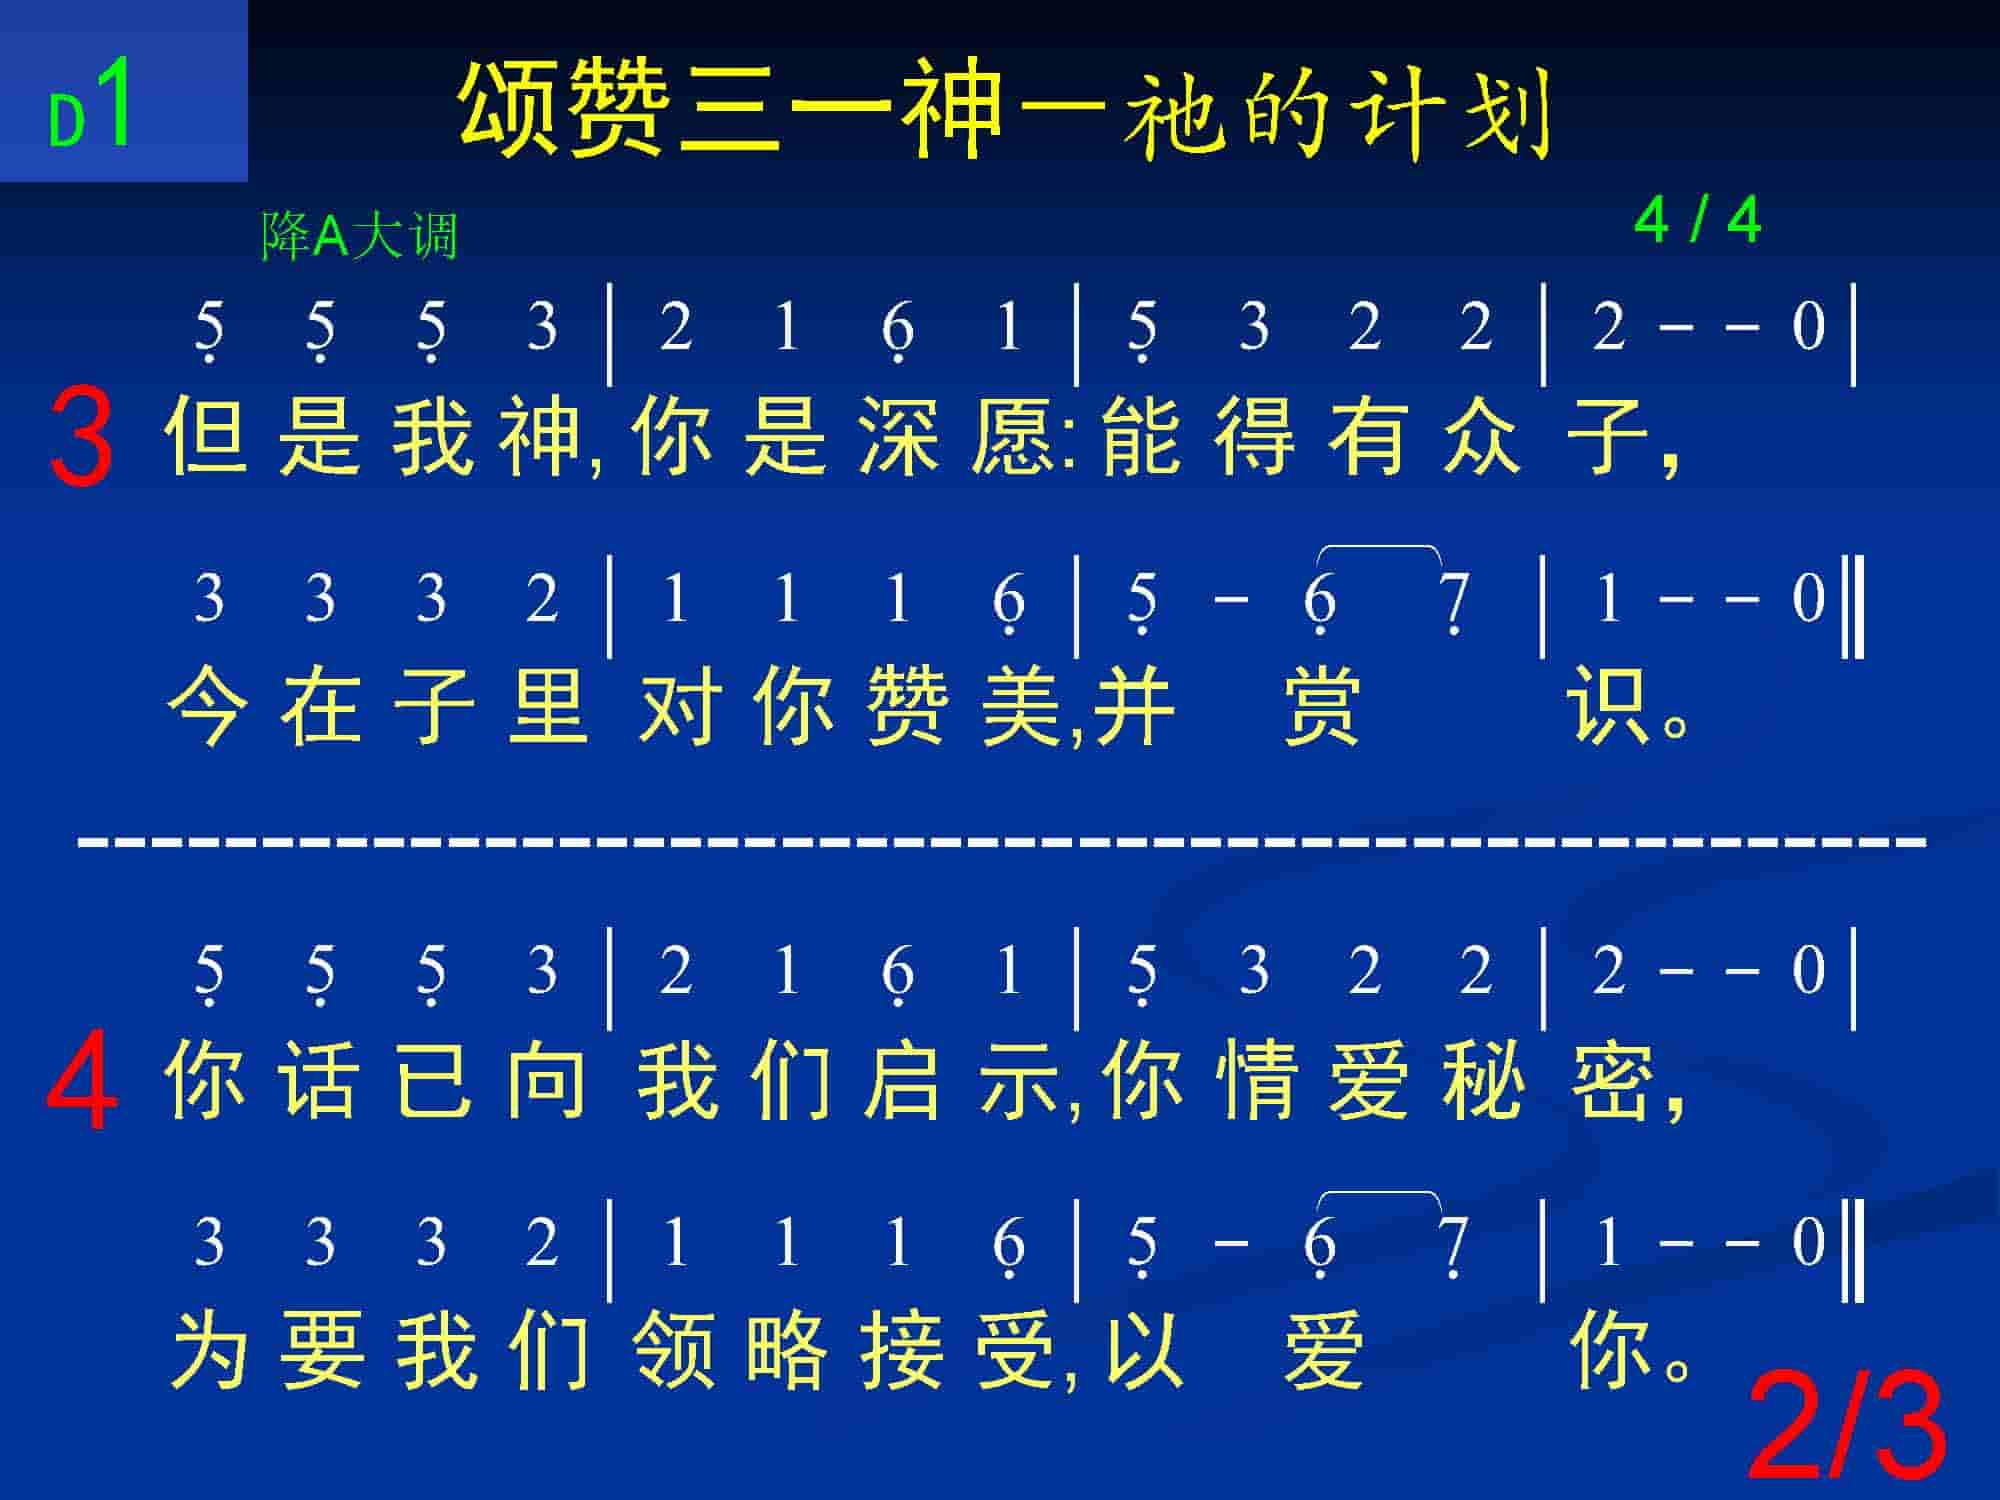 D1
颂赞三一神－祂的计划
降A大调 4 / 4
5̣ 5̣ 5̣ 3 | 2 1 6̣ 1 | 5̣ 3 2 2 | 2 - - 0 |
3 但是我神,你是深愿:能得有众子，
3 3 3 2 | 1 1 1 6̣ | 5̣ - 6̣ 7̣ | 1 - - 0 ‖
今在子里对你赞美,并赏识。
5̣ 5̣ 5̣ 3 | 2 1 6̣ 1 | 5̣ 3 2 2 | 2 - - 0 |
4 你话已向我们启示,你情爱秘密，
3 3 3 2 | 1 1 1 6̣ | 5̣ - 6̣ 7̣ | 1 - - 0 ‖
为要我们领略接受,以爱你。
2/3